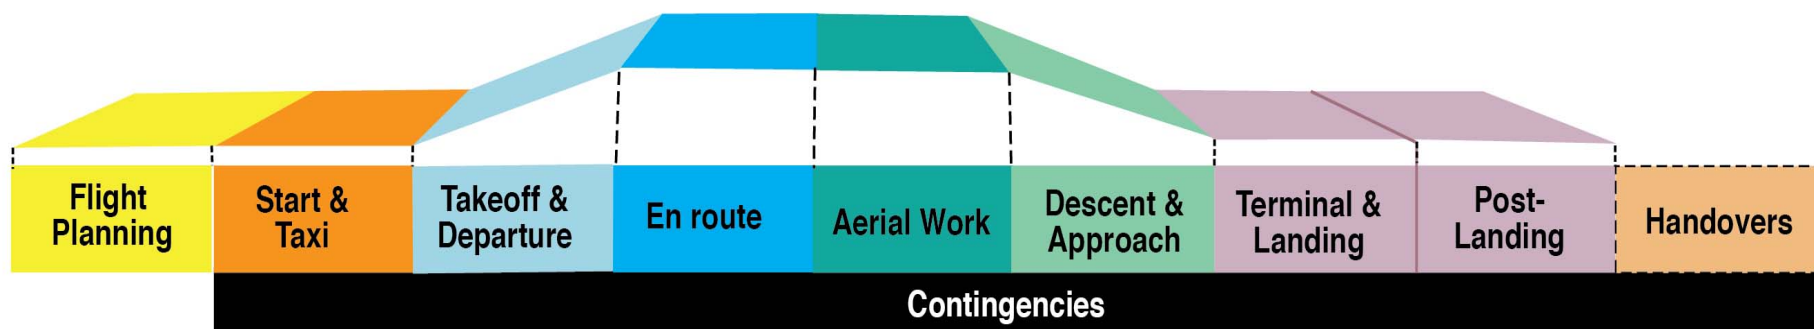 Flight
Planning
Start &
Taxi
Takeoff &
Departure
En route
Aerial Work
Descent &
Approach
Terminal &
Landing
Post-
Landing
Handovers
Contingencies